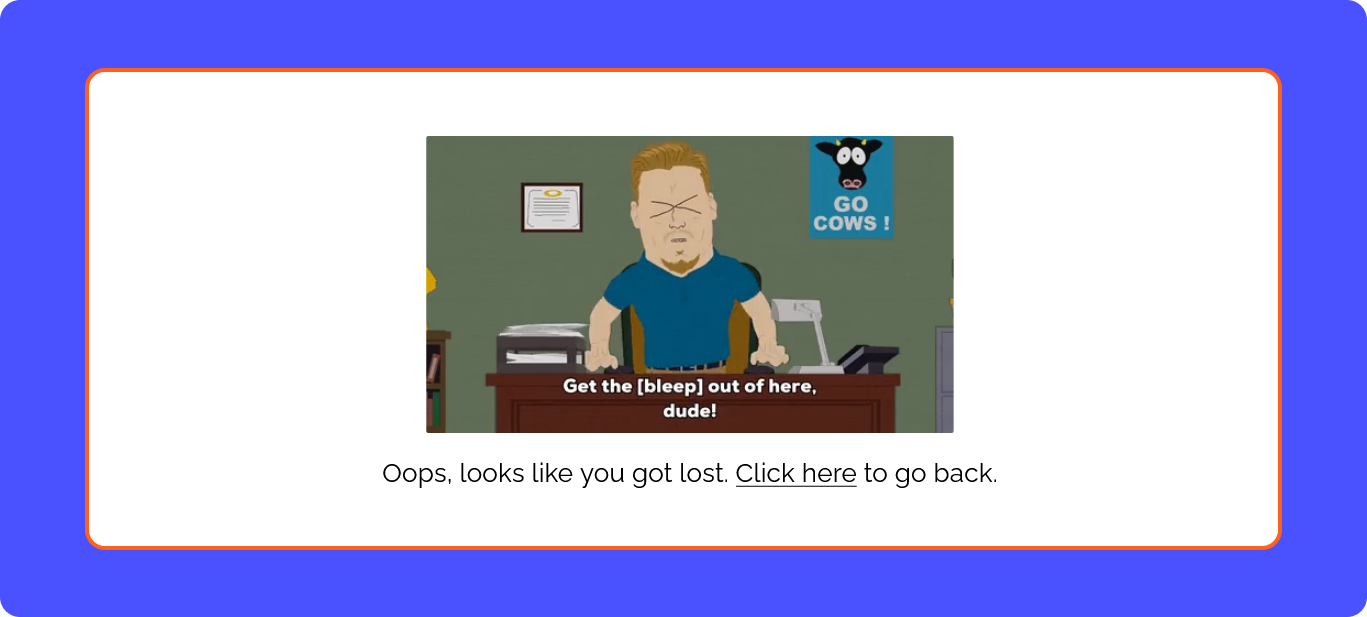 GO
COWS !
Get the [bleep] out of here,
dude!
Oops, looks like you got lost. Click here to go back.